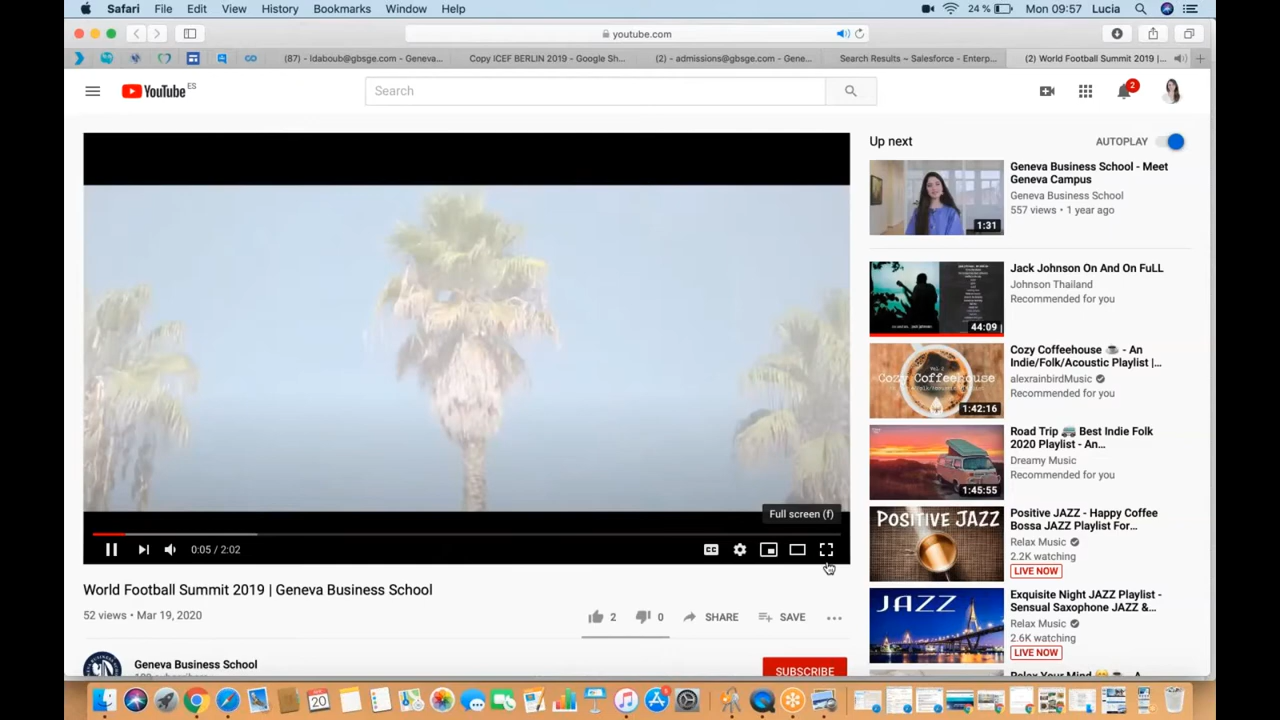 Safari File Edit View History Bookmarks Window Help 24 % Mon 09:57 Lucia
youtube.com
(87) - ldaboub@gbsge.com - Geneva... Copy ICEF BERLIN 2019 - Google Sh... (2) - admissions@gbsge.com - Gene... Search Results ~ Salesforce - Enterp... (2) World Football Summit 2019 |...
YouTube ES
Search
2
Up next
AUTOPLAY
Geneva Business School - Meet
Geneva Campus
Geneva Business School
557 views • 1 year ago
1:31
Jack Johnson On And On FuLL
Johnson Thailand
Recommended for you
44:09
Cozy Coffeehouse ☕ - An
Indie/Folk/Acoustic Playlist |...
alexrainbirdMusic
Recommended for you
Cozy Coffeehouse
1:42:16
Road Trip 🚐 Best Indie Folk
2020 Playlist - An...
Dreamy Music
Recommended for you
1:45:55
POSITIVE JAZZ
Positive JAZZ - Happy Coffee
Bossa JAZZ Playlist For...
Relax Music
2.2K watching
LIVE NOW
JAZZ
Exquisite Night JAZZ Playlist -
Sensual Saxophone JAZZ &...
Relax Music
2.6K watching
LIVE NOW
Full screen (f)
0:05 / 2:02
World Football Summit 2019 | Geneva Business School
52 views • Mar 19, 2020
2 0 SHARE SAVE
Geneva Business School
SUBSCRIBE
20